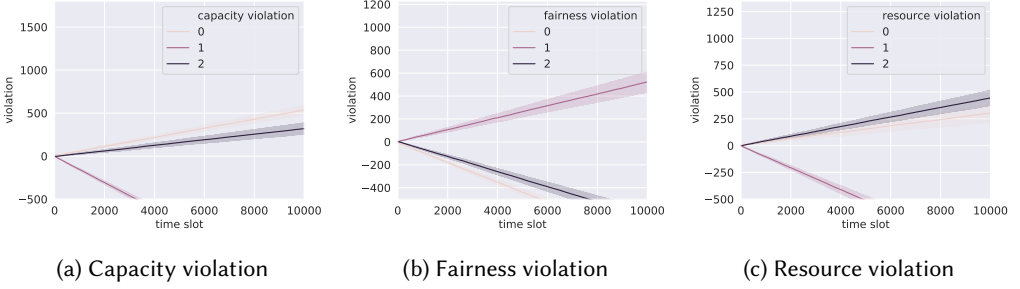 capacity violation
0
1
2
1500
1000
500
0
−500
violation
0 2000 4000 6000 8000 10000
time slot
(a) Capacity violation
fairness violation
0
1
2
1200
1000
800
600
400
200
0
−200
−400
violation
0 2000 4000 6000 8000 10000
time slot
(b) Fairness violation
resource violation
0
1
2
1250
1000
750
500
250
0
−250
−500
violation
0 2000 4000 6000 8000 10000
time slot
(c) Resource violation